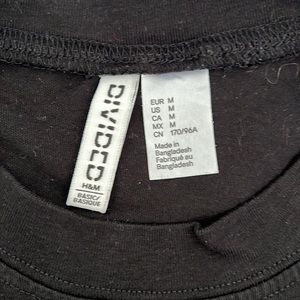 DIVIDED
H&M
BASIC/
BASIQUE
EUR M
US M
CA M
MX M
CN 170/96A
Made in
Bangladesh
Fabriqué au
Bangladesh